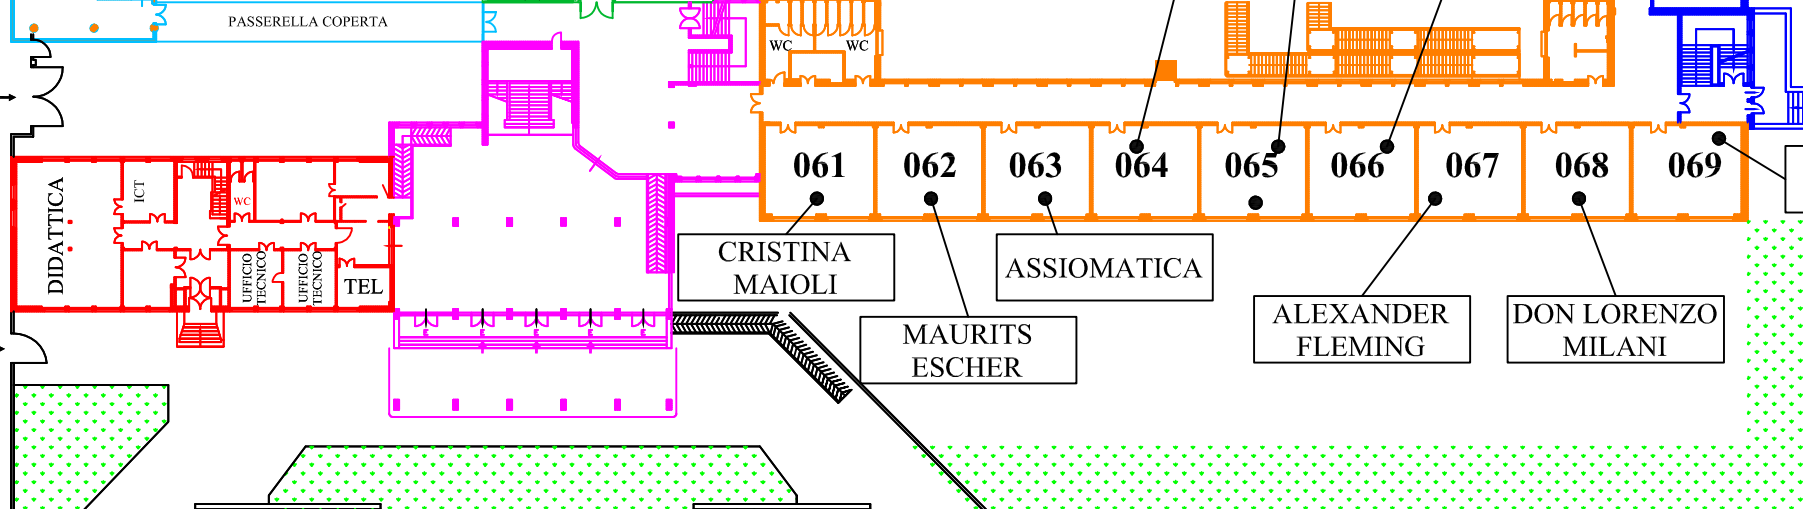 PASSERELLA COPERTA
WC
WC
061
062
063
064
065
066
067
068
069
DIDATTICA
ICT
WC
UFFICIO
TECNICO
UFFICIO
TECNICO
TEL
CRISTINA
MAIOLI
MAURITS
ESCHER
ASSIOMATICA
ALEXANDER
FLEMING
DON LORENZO
MILANI